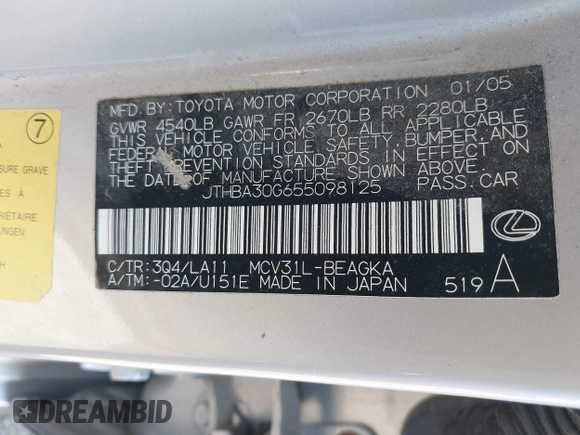 MFD. BY: TOYOTA MOTOR CORPORATION 01/05
GVWR 4540LB GAWR FR 2670LB RR 2280LB
THIS VEHICLE CONFORMS TO ALL APPLICABLE
FEDERAL MOTOR VEHICLE SAFETY, BUMPER, AND
THEFT PREVENTION STANDARDS IN EFFECT ON
THE DATE OF MANUFACTURE SHOWN ABOVE.
JTHBA30G655098125 PASS. CAR
C/TR: 3Q4/LA11 MCV31L-BEAGKA
A/TM: -02A/U151E MADE IN JAPAN 519 A
7
SURE GRAVE
DREAMBID